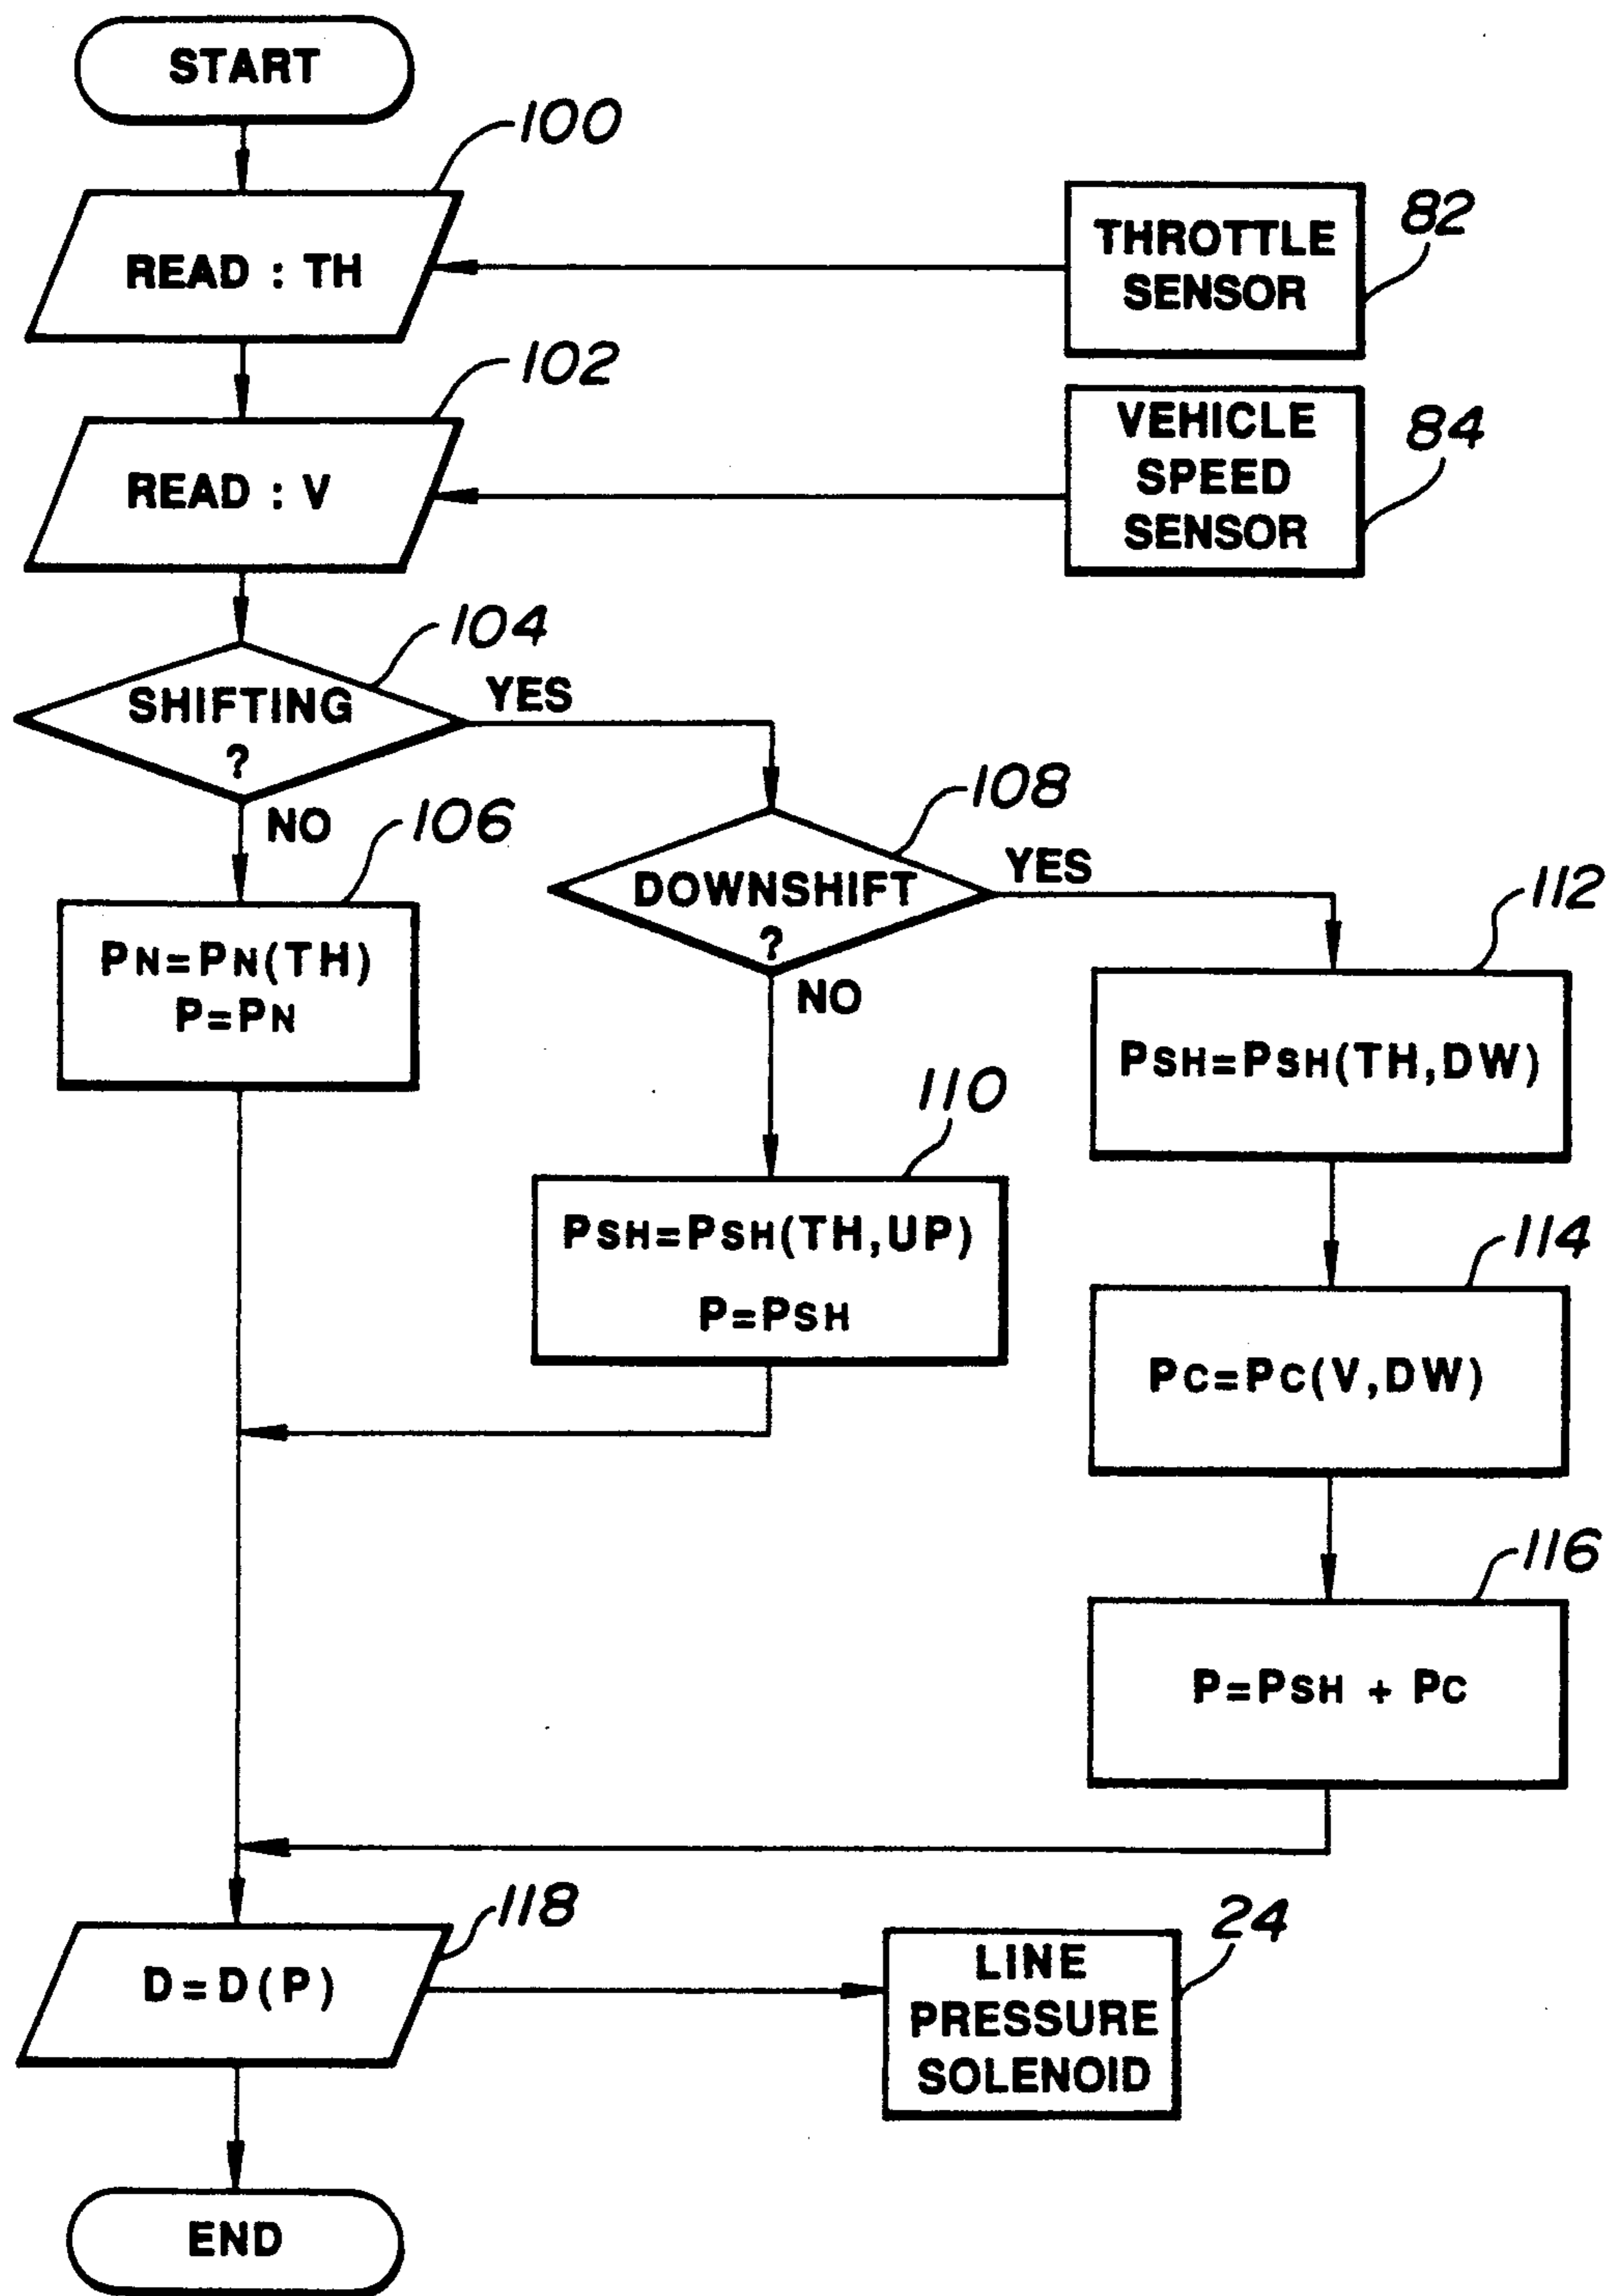 START
100
READ : TH
THROTTLE
SENSOR
82
102
READ : V
VEHICLE
SPEED
SENSOR
84
104
SHIFTING
?
YES
NO
106
PN=PN(TH)
P=PN
108
DOWNSHIFT
?
YES
NO
110
PSH=PSH(TH,UP)
P=PSH
112
PSH=PSH(TH,DW)
114
PC=PC(V,DW)
116
P=PSH + PC
118
D=D(P)
LINE
PRESSURE
SOLENOID
24
END